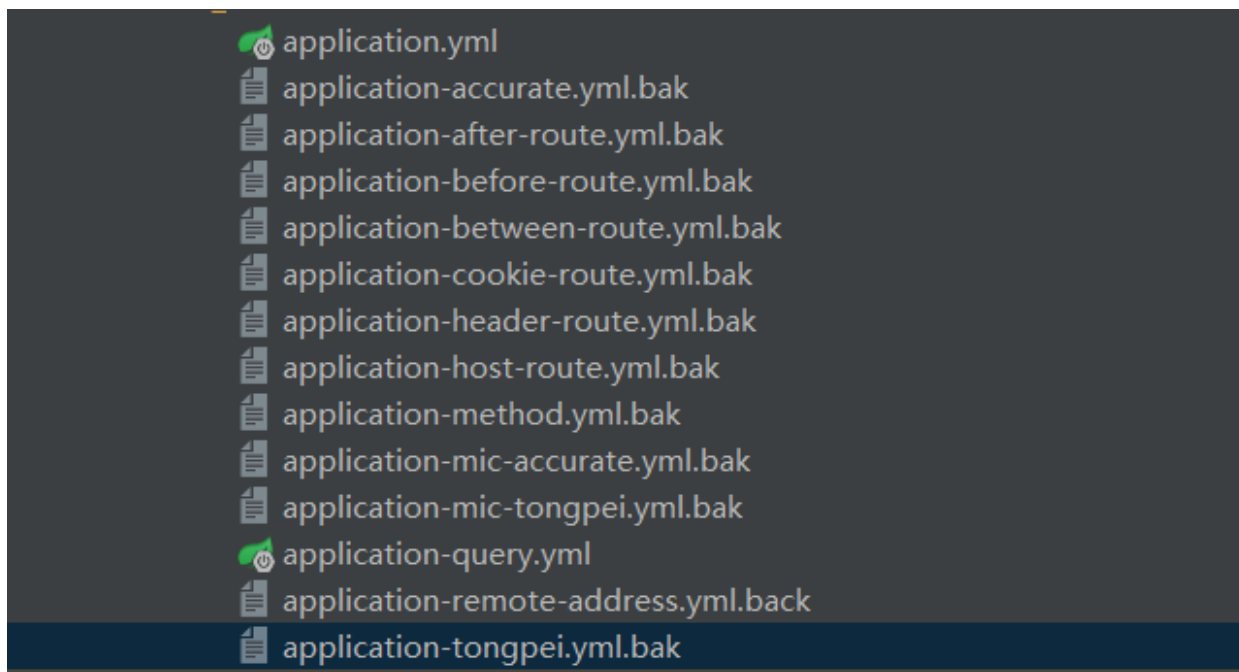 application.yml
application-accurate.yml.bak
application-after-route.yml.bak
application-before-route.yml.bak
application-between-route.yml.bak
application-cookie-route.yml.bak
application-header-route.yml.bak
application-host-route.yml.bak
application-method.yml.bak
application-mic-accurate.yml.bak
application-mic-tongpei.yml.bak
application-query.yml
application-remote-address.yml.back
application-tongpei.yml.bak